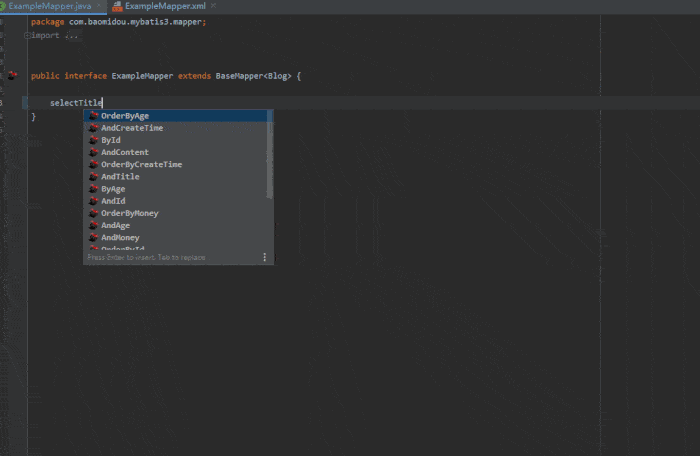 ExampleMapper.java × ExampleMapper.xml ×
package com.baomidou.mybatis3.mapper;
import ...
public interface ExampleMapper extends BaseMapper<Blog> {
selectTitle
OrderByAge
AndCreateTime
ById
AndContent
OrderByCreateTime
AndTitle
ByAge
AndId
OrderByMoney
AndAge
AndMoney
OrderById
Press Enter to insert, Tab to replace
}